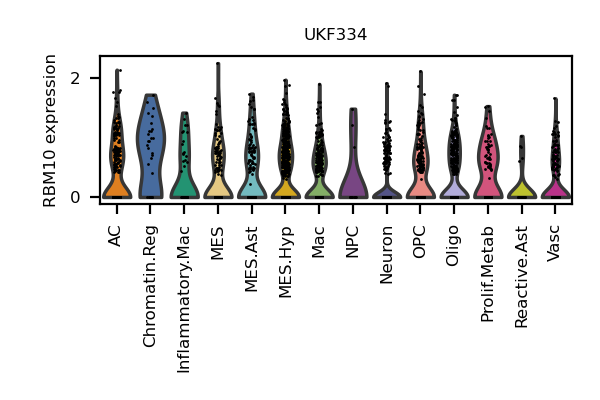 UKF334
RBM10 expression
2
0
AC
Chromatin.Reg
Inflammatory.Mac
MES
MES.Ast
MES.Hyp
Mac
NPC
Neuron
OPC
Oligo
Prolif.Metab
Reactive.Ast
Vasc